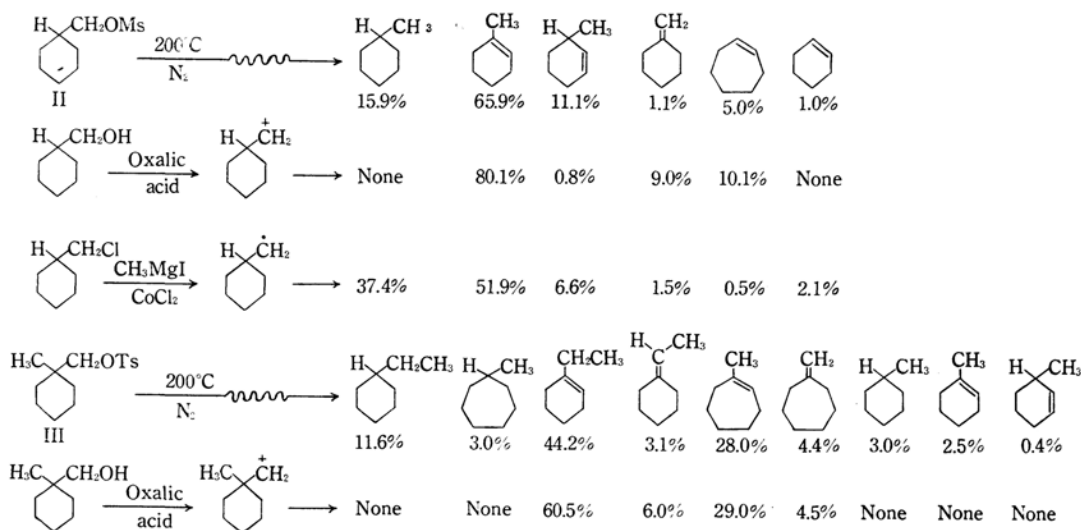 H CH₂OMs 200°C N₂ H CH₃ CH₃ H CH₃ CH₂
II 15.9% 65.9% 11.1% 1.1% 5.0% 1.0%
H CH₂OH Oxalic acid H + CH₂ None 80.1% 0.8% 9.0% 10.1% None
H CH₂Cl CH₃MgI CoCl₂ H · CH₂ 37.4% 51.9% 6.6% 1.5% 0.5% 2.1%
H₃C CH₂OTs 200°C N₂ H CH₂CH₃ H CH₃ CH₂CH₃ H CH₃ C CH₃ CH₂ H CH₃ CH₃ H CH₃
III 11.6% 3.0% 44.2% 3.1% 28.0% 4.4% 3.0% 2.5% 0.4%
H₃C CH₂OH Oxalic acid H₃C + CH₂ None None 60.5% 6.0% 29.0% 4.5% None None None